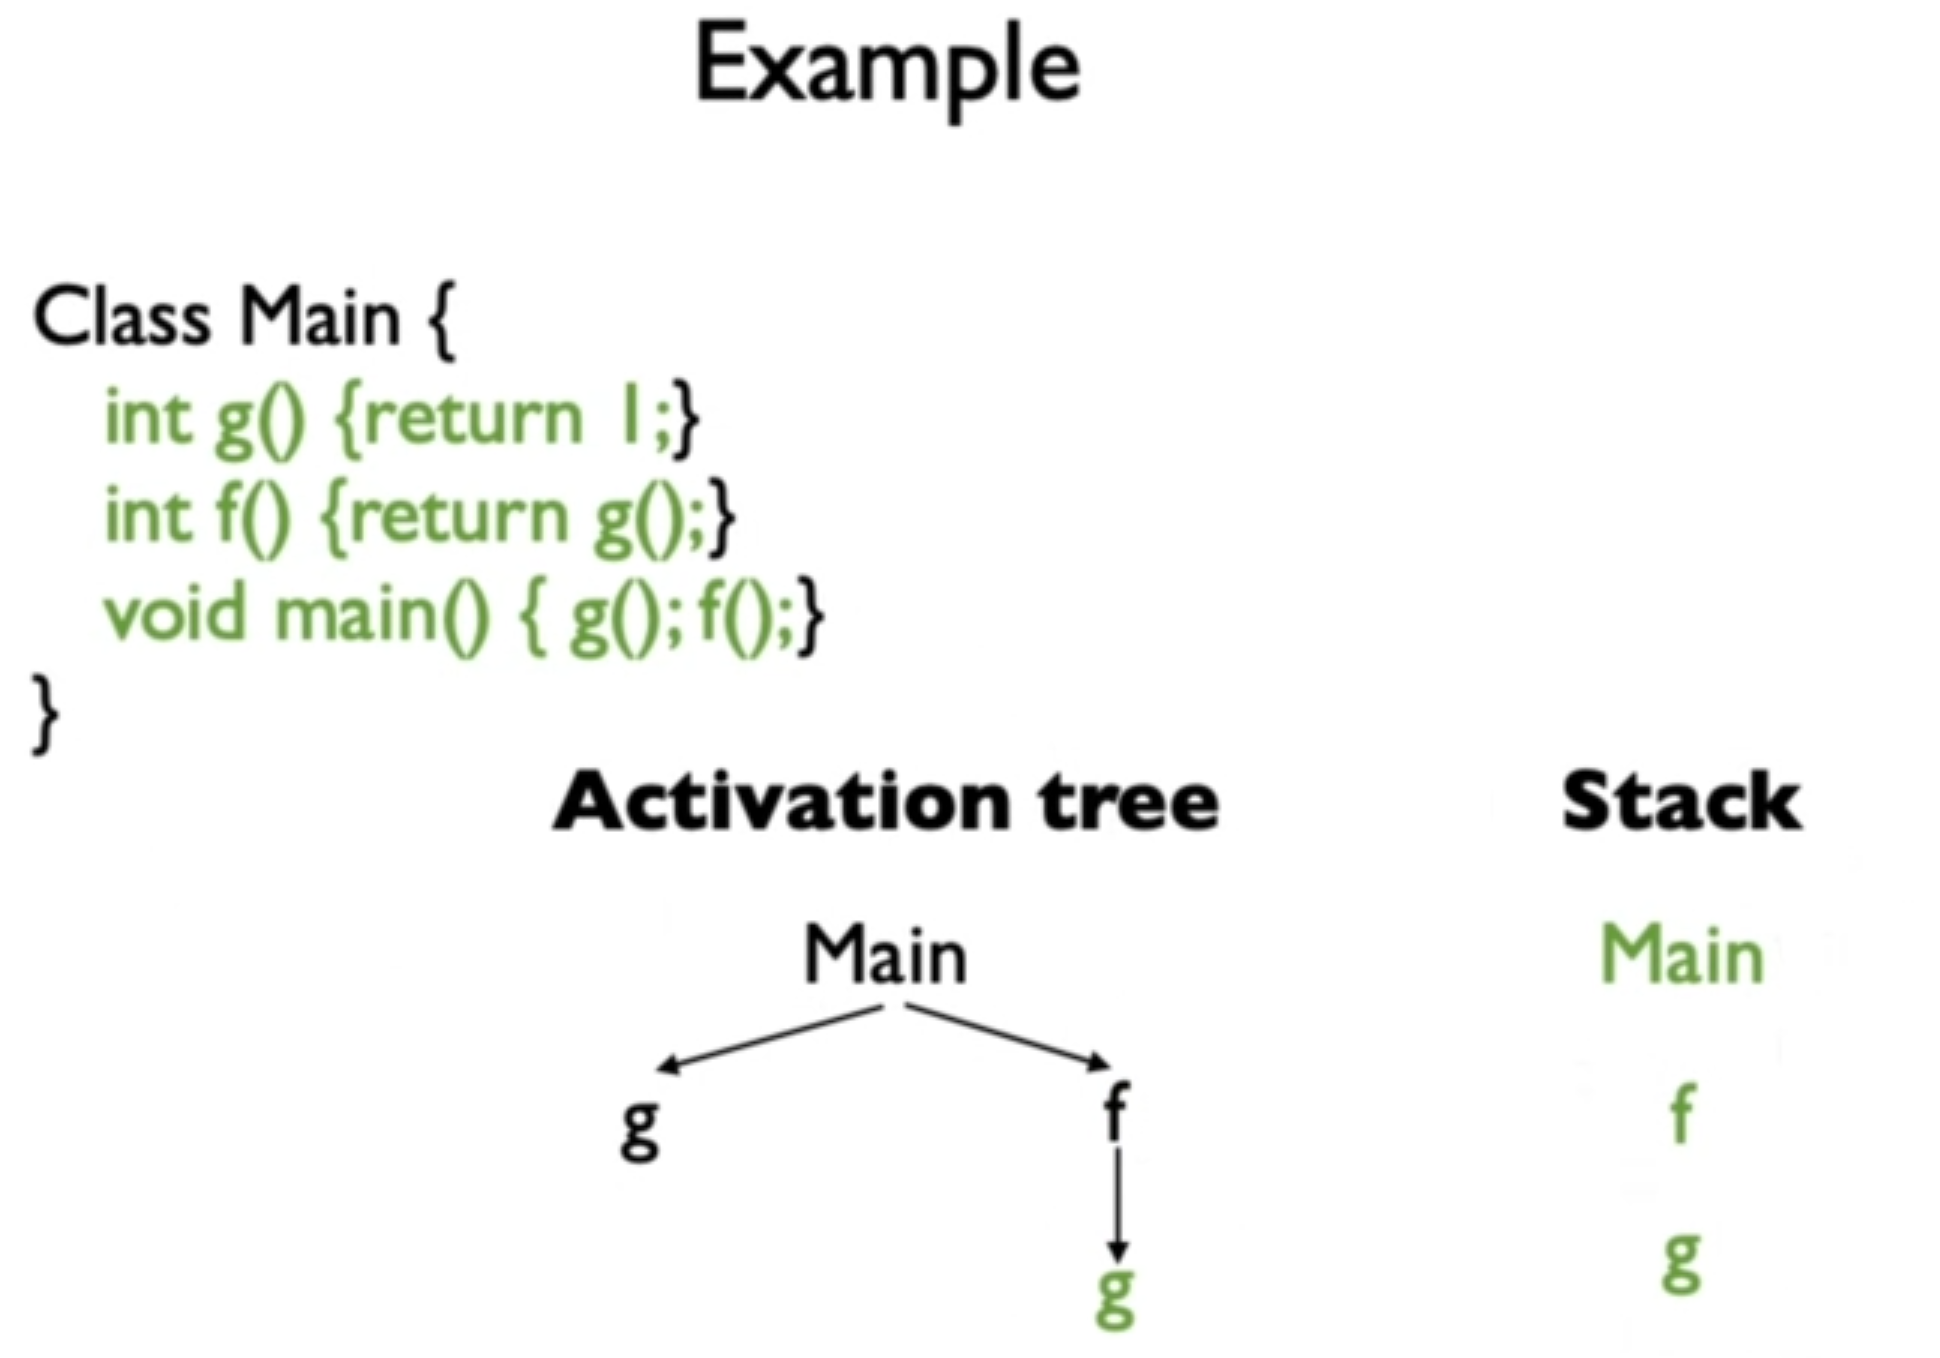 Example
Class Main {
int g() {return 1;}
int f() {return g();}
void main() { g(); f();}
}
Activation tree
Stack
Main
Main
g
f
f
g
g